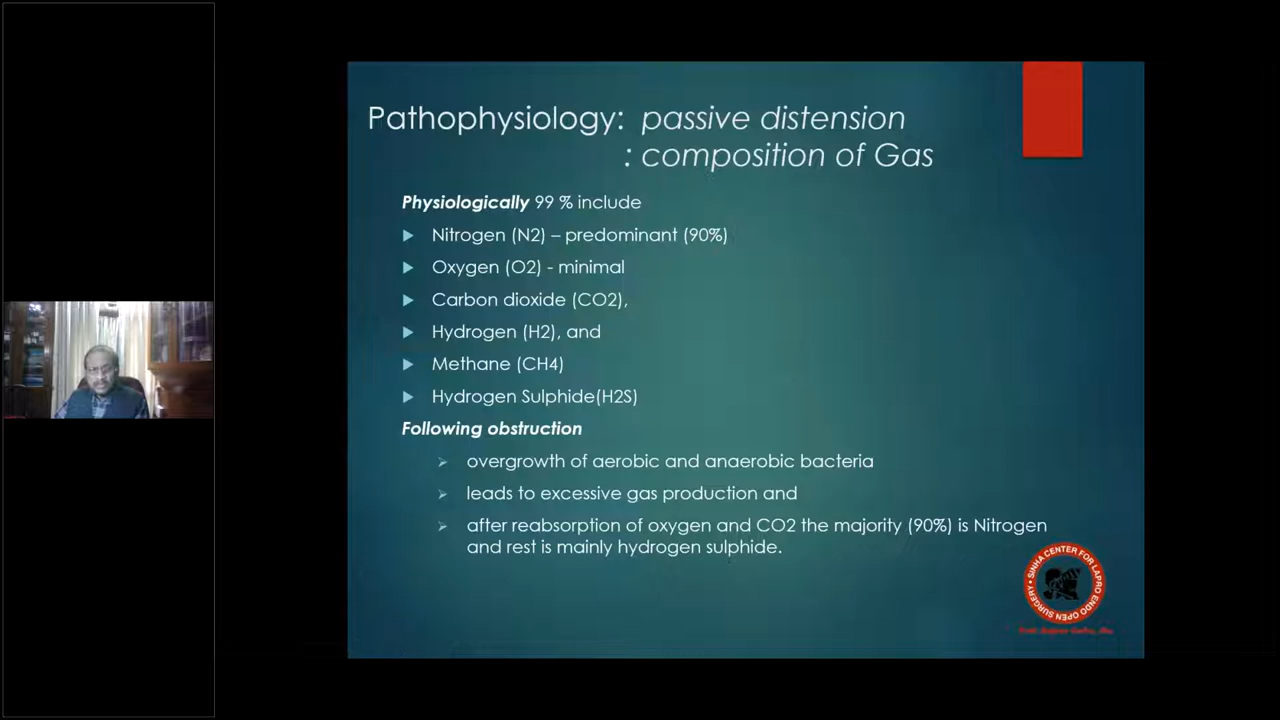 Pathophysiology: passive distension
: composition of Gas
Physiologically 99 % include
Nitrogen (N2) – predominant (90%)
Oxygen (O2) - minimal
Carbon dioxide (CO2),
Hydrogen (H2), and
Methane (CH4)
Hydrogen Sulphide(H2S)
Following obstruction
overgrowth of aerobic and anaerobic bacteria
leads to excessive gas production and
after reabsorption of oxygen and CO2 the majority (90%) is Nitrogen
and rest is mainly hydrogen sulphide.
SINHA CENTER FOR LAPRO ENDO OPEN SURGERY